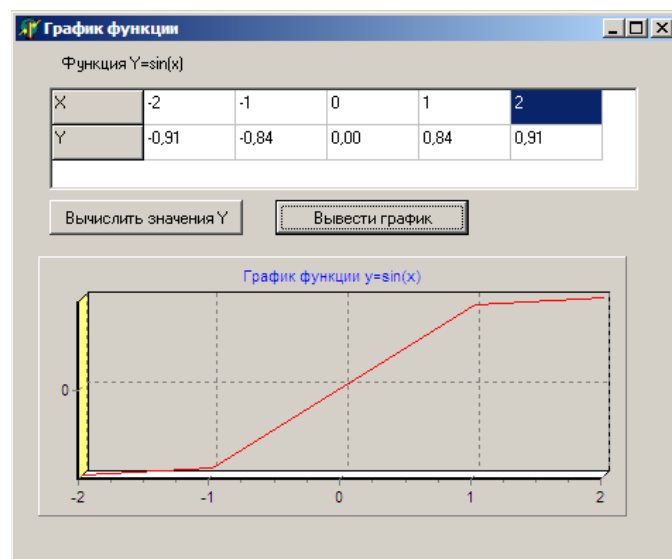 График функции
Функция Y=sin(x)
X -2 -1 0 1 2
Y -0,91 -0,84 0,00 0,84 0,91
Вычислить значения Y Вывести график
График функции y=sin(x)
0
-2 -1 0 1 2